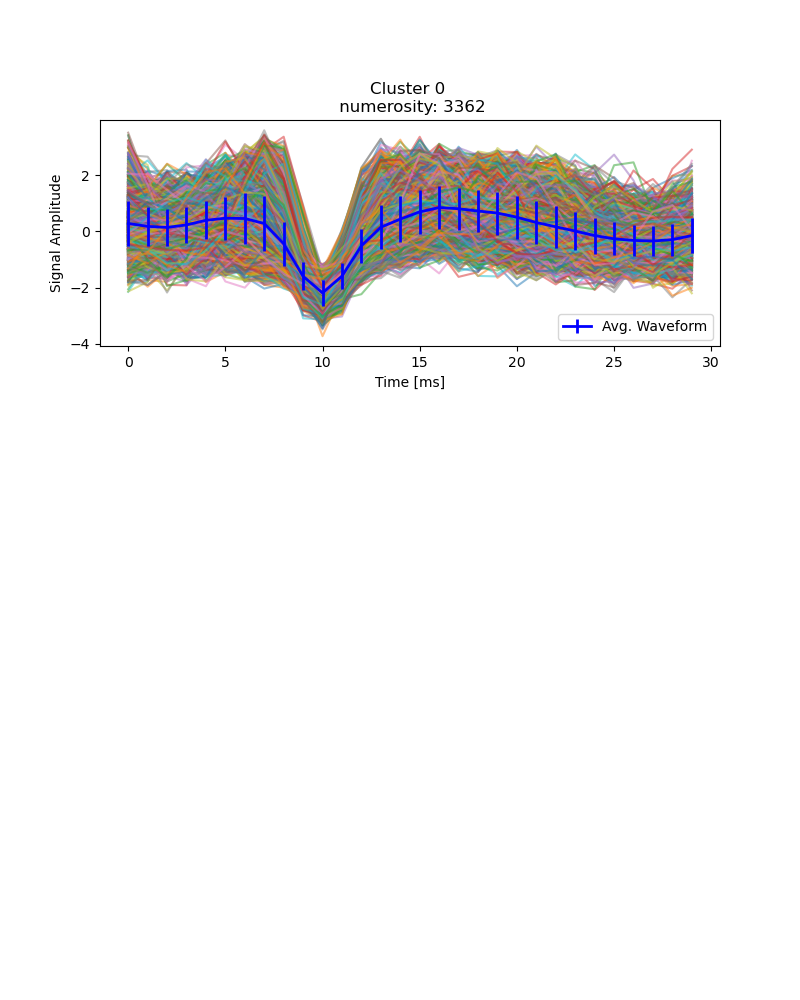 Cluster 0
numerosity: 3362
Signal Amplitude
2
0
−2
−4
Avg. Waveform
0 5 10 15 20 25 30
Time [ms]